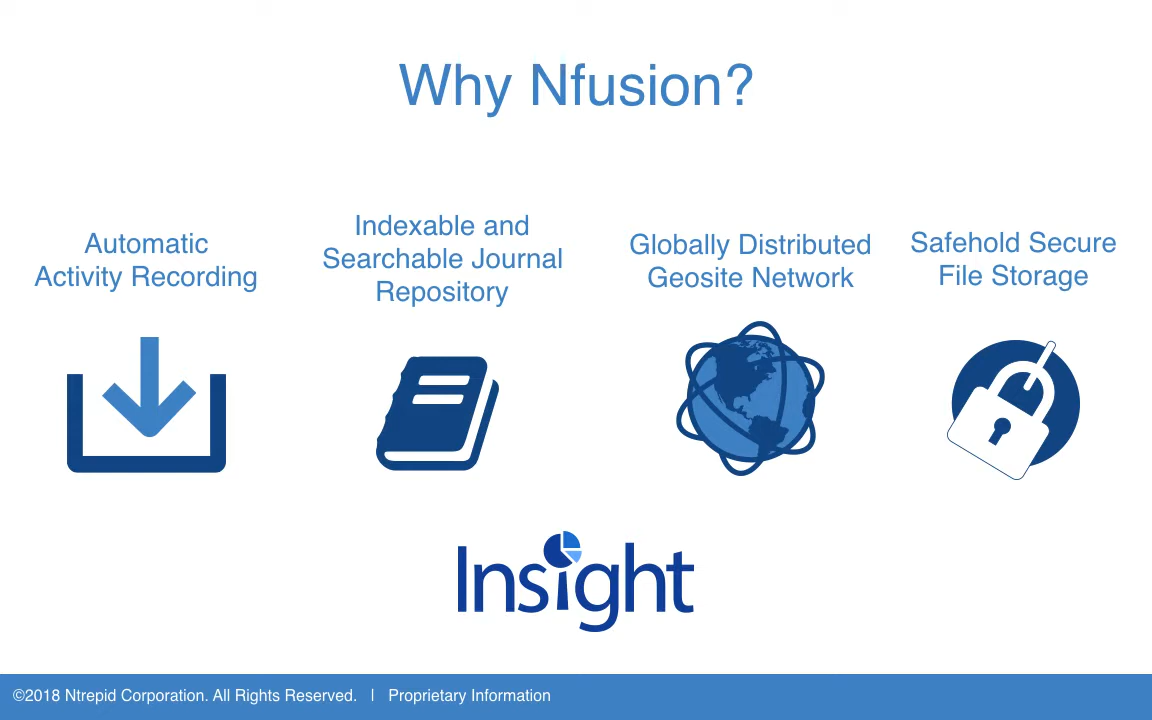 Why Nfusion?
Automatic
Activity Recording
Indexable and
Searchable Journal
Repository
Globally Distributed
Geosite Network
Safehold Secure
File Storage
Insight
©2018 Ntrepid Corporation. All Rights Reserved. | Proprietary Information